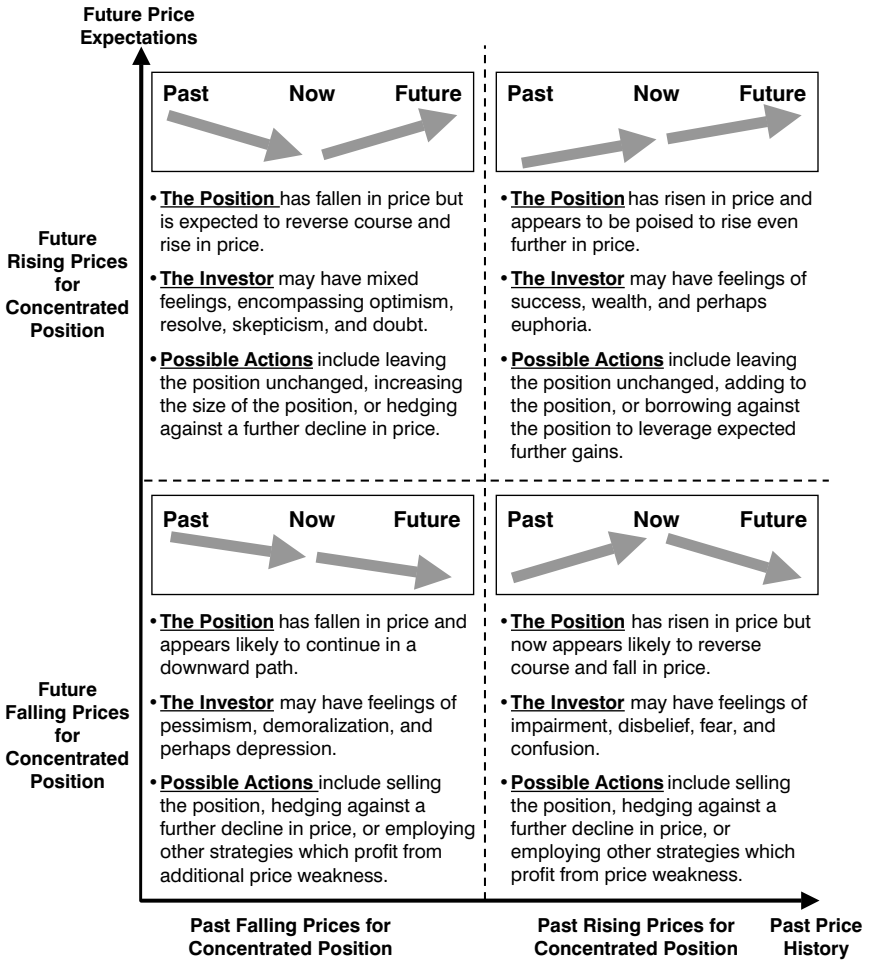 Future Price
Expectations
Past Now Future
• The Position has fallen in price but
is expected to reverse course and
rise in price.
• The Investor may have mixed
feelings, encompassing optimism,
resolve, skepticism, and doubt.
• Possible Actions include leaving
the position unchanged, increasing
the size of the position, or hedging
against a further decline in price.
Past Now Future
• The Position has risen in price and
appears to be poised to rise even
further in price.
• The Investor may have feelings of
success, wealth, and perhaps
euphoria.
• Possible Actions include leaving
the position unchanged, adding to
the position, or borrowing against
the position to leverage expected
further gains.
Future
Rising Prices
for
Concentrated
Position
Past Now Future
• The Position has fallen in price and
appears likely to continue in a
downward path.
• The Investor may have feelings of
pessimism, demoralization, and
perhaps depression.
• Possible Actions include selling
the position, hedging against a
further decline in price, or employing
other strategies which profit from
additional price weakness.
Past Now Future
• The Position has risen in price but
now appears likely to reverse
course and fall in price.
• The Investor may have feelings of
impairment, disbelief, fear, and
confusion.
• Possible Actions include selling
the position, hedging against a
further decline in price, or
employing other strategies which
profit from price weakness.
Future
Falling Prices
for
Concentrated
Position
Past Falling Prices for
Concentrated Position
Past Rising Prices for
Concentrated Position
Past Price
History